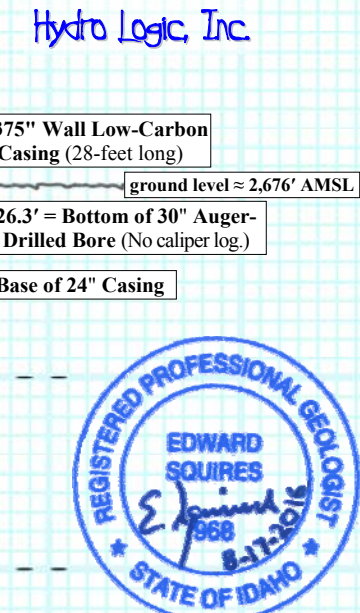 Hydro Logic, Inc.
375" Wall Low-Carbon
Casing (28-feet long)
ground level ≈ 2,676′ AMSL
26.3′ = Bottom of 30" Auger-
Drilled Bore (No caliper log.)
Base of 24" Casing
REGISTERED PROFESSIONAL GEOLOGIST
EDWARD
SQUIRES
E Squires
968
8-17-2016
STATE OF IDAHO